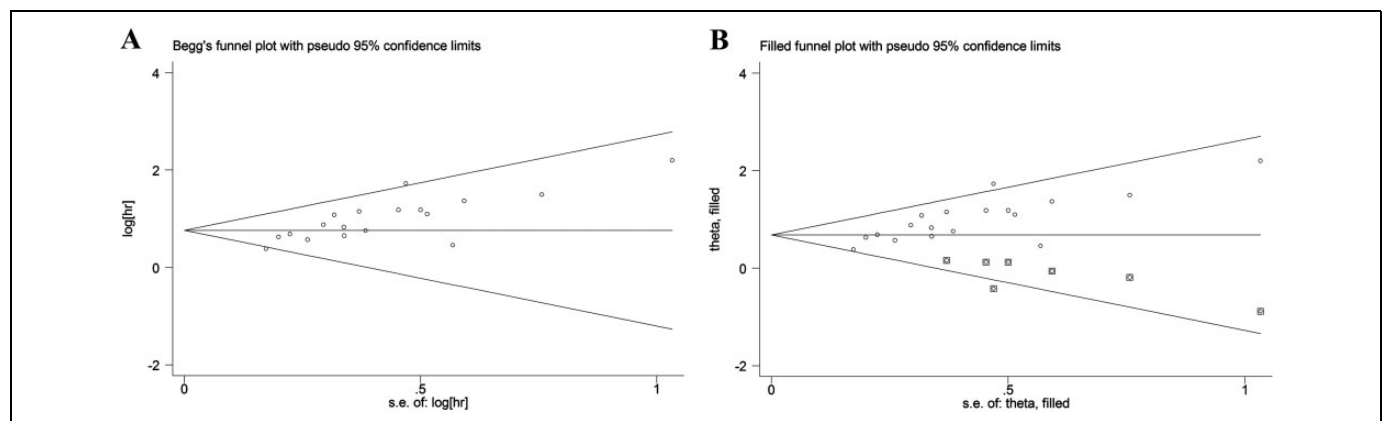 A
Begg's funnel plot with pseudo 95% confidence limits
4
2
0
-2
log[hr]
0
.5
1
s.e. of: log[hr]
B
Filled funnel plot with pseudo 95% confidence limits
4
2
0
-2
theta, filled
0
.5
1
s.e. of: theta, filled